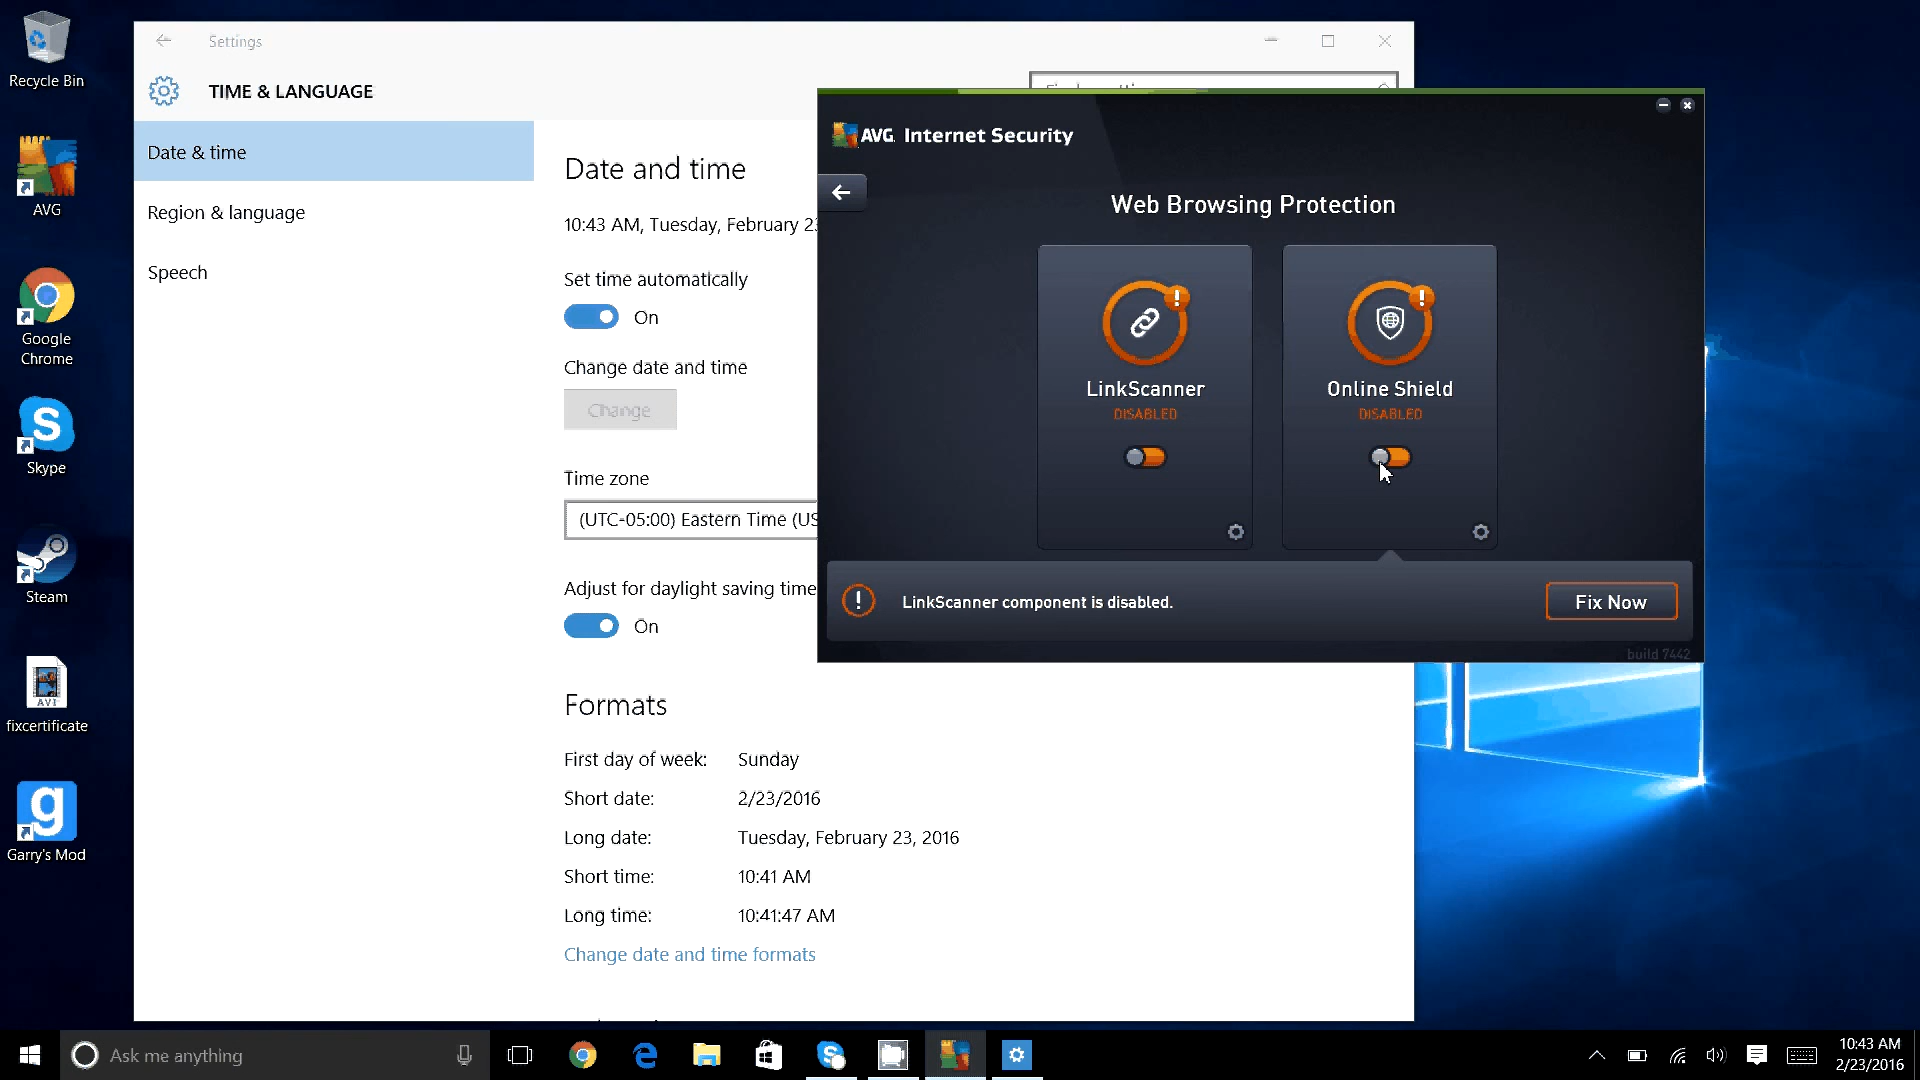 Recycle Bin
AVG
Google
Chrome
Skype
Steam
AVI
fixcertificate
Garry's Mod
Settings
TIME & LANGUAGE
Date & time
Region & language
Speech
Date and time
10:43 AM, Tuesday, February 23
Set time automatically
On
Change date and time
Change
Time zone
(UTC-05:00) Eastern Time (US
Adjust for daylight saving time
On
Formats
First day of week: Sunday
Short date: 2/23/2016
Long date: Tuesday, February 23, 2016
Short time: 10:41 AM
Long time: 10:41:47 AM
Change date and time formats
AVG. Internet Security
Web Browsing Protection
LinkScanner
DISABLED
Online Shield
DISABLED
LinkScanner component is disabled.
Fix Now
build 7442
Ask me anything
10:43 AM
2/23/2016